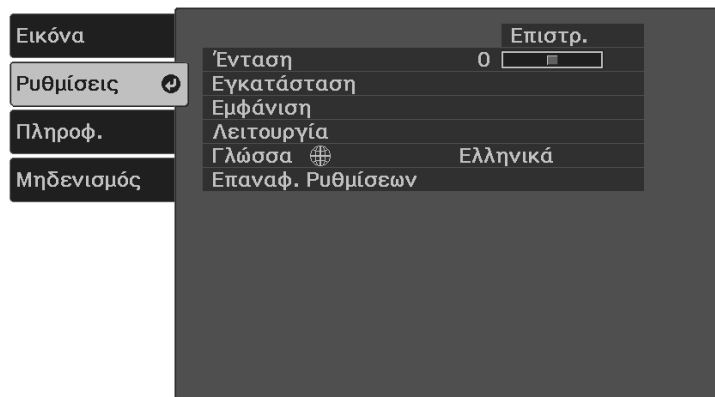 Εικόνα
Ρυθμίσεις
Πληροφ.
Μηδενισμός
Επιστρ.
Ένταση 0
Εγκατάσταση
Εμφάνιση
Λειτουργία
Γλώσσα Ελληνικά
Επαναφ. Ρυθμίσεων